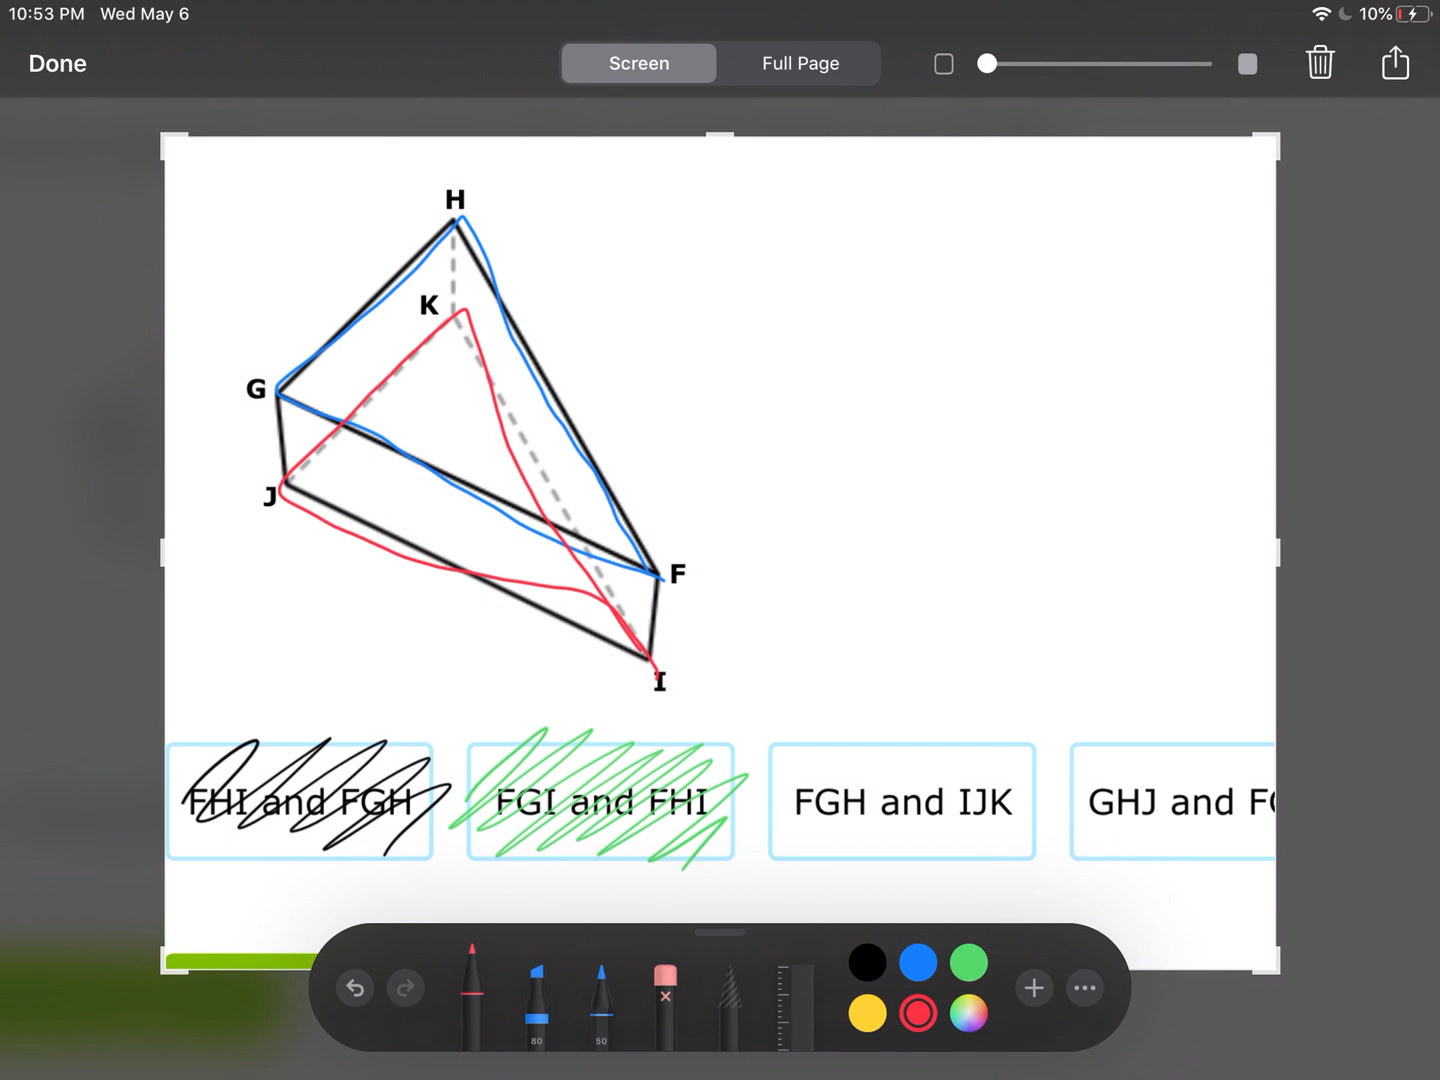 10:53 PM Wed May 6 10%
Done Screen Full Page
H
K
G
J
F
I
FHI and FGH FGI and FHI FGH and IJK GHJ and
80 50